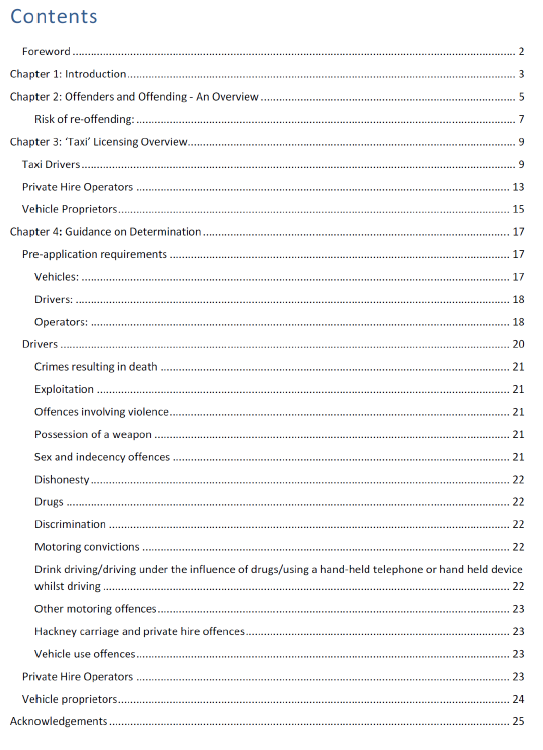 Contents
Foreword 2
Chapter 1: Introduction 3
Chapter 2: Offenders and Offending - An Overview 5
Risk of re-offending: 7
Chapter 3: ‘Taxi’ Licensing Overview 9
Taxi Drivers 9
Private Hire Operators 13
Vehicle Proprietors 15
Chapter 4: Guidance on Determination 17
Pre-application requirements 17
Vehicles: 17
Drivers: 18
Operators: 18
Drivers 20
Crimes resulting in death 21
Exploitation 21
Offences involving violence 21
Possession of a weapon 21
Sex and indecency offences 21
Dishonesty 22
Drugs 22
Discrimination 22
Motoring convictions 22
Drink driving/driving under the influence of drugs/using a hand-held telephone or hand held device
whilst driving 22
Other motoring offences 23
Hackney carriage and private hire offences 23
Vehicle use offences 23
Private Hire Operators 23
Vehicle proprietors 24
Acknowledgements 25